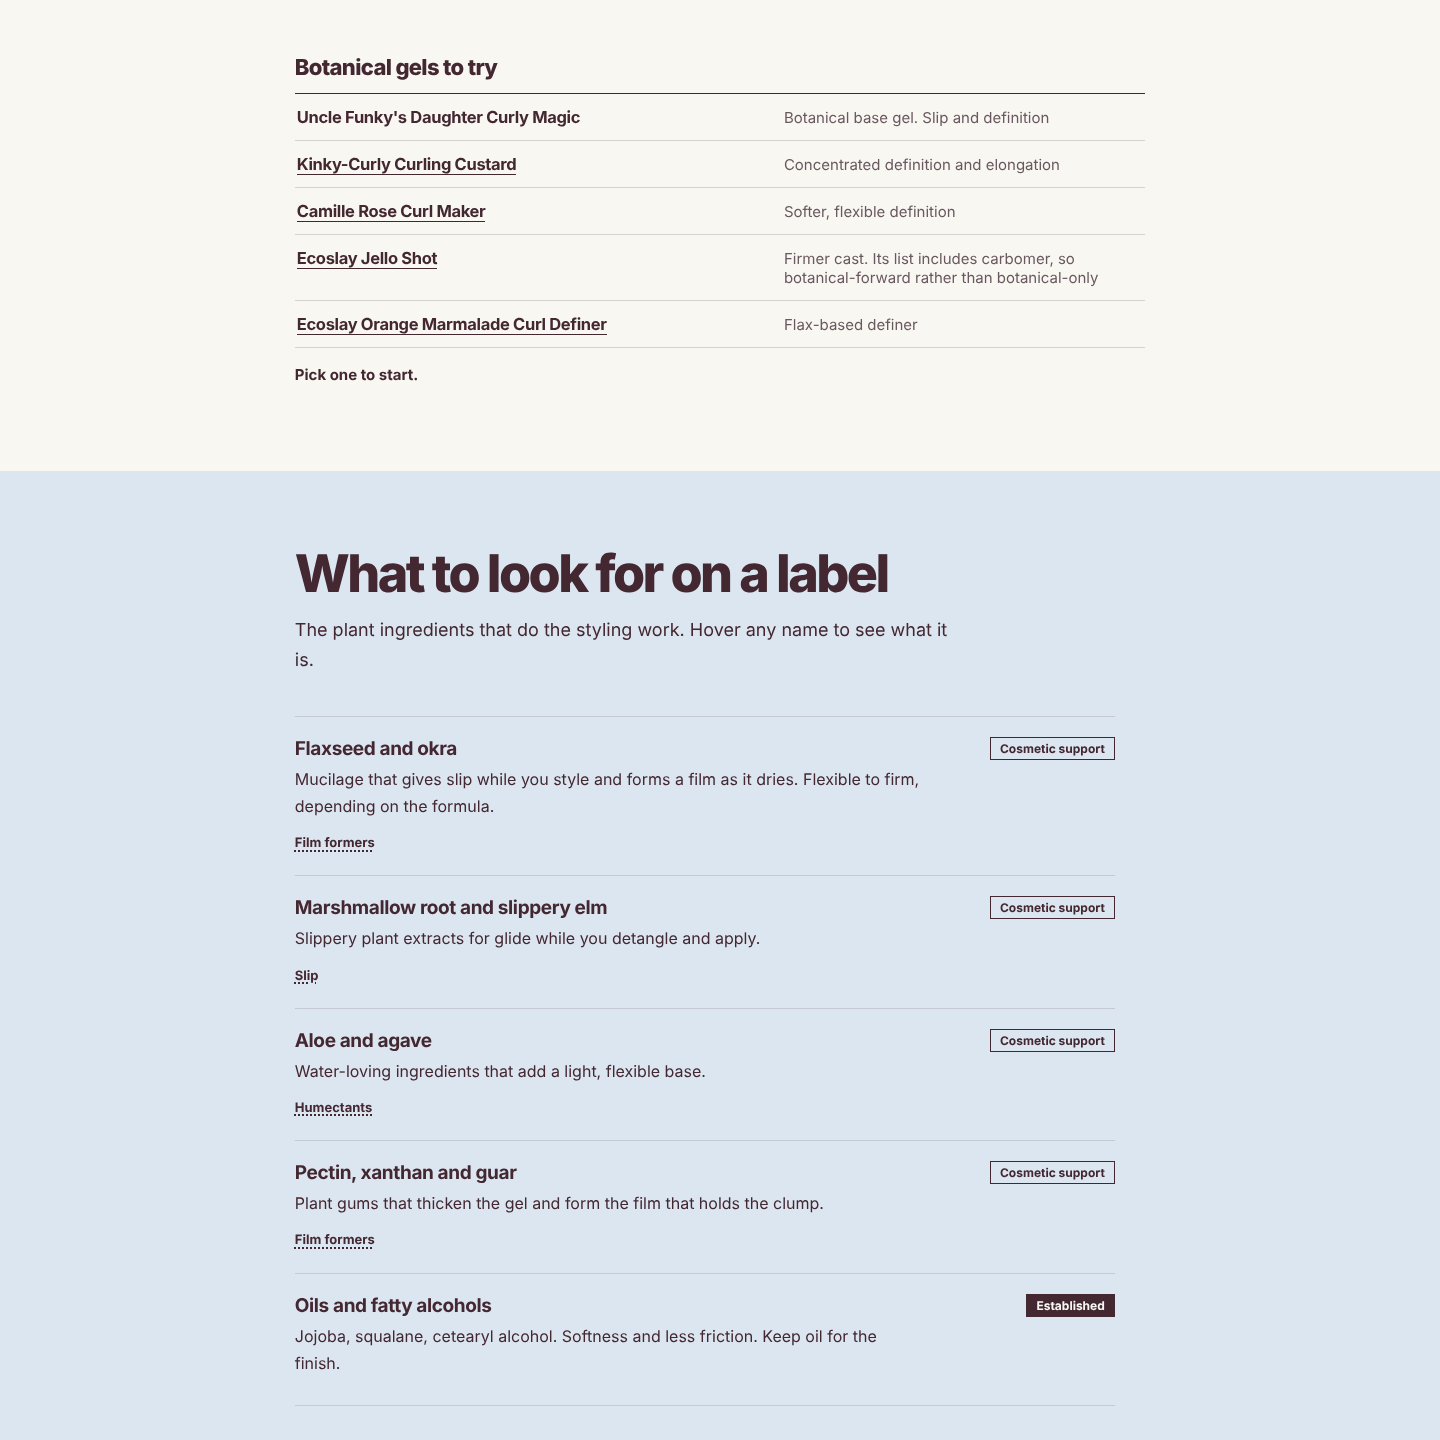 Botanical gels to try
Uncle Funky's Daughter Curly Magic
Botanical base gel. Slip and definition
Kinky-Curly Curling Custard
Concentrated definition and elongation
Camille Rose Curl Maker
Softer, flexible definition
Ecoslay Jello Shot
Firmer cast. Its list includes carbomer, so
botanical-forward rather than botanical-only
Ecoslay Orange Marmalade Curl Definer
Flax-based definer
Pick one to start.
What to look for on a label
The plant ingredients that do the styling work. Hover any name to see what it
is.
Flaxseed and okra
Cosmetic support
Mucilage that gives slip while you style and forms a film as it dries. Flexible to firm,
depending on the formula.
Film formers
Marshmallow root and slippery elm
Cosmetic support
Slippery plant extracts for glide while you detangle and apply.
Slip
Aloe and agave
Cosmetic support
Water-loving ingredients that add a light, flexible base.
Humectants
Pectin, xanthan and guar
Cosmetic support
Plant gums that thicken the gel and form the film that holds the clump.
Film formers
Oils and fatty alcohols
Established
Jojoba, squalane, cetearyl alcohol. Softness and less friction. Keep oil for the
finish.